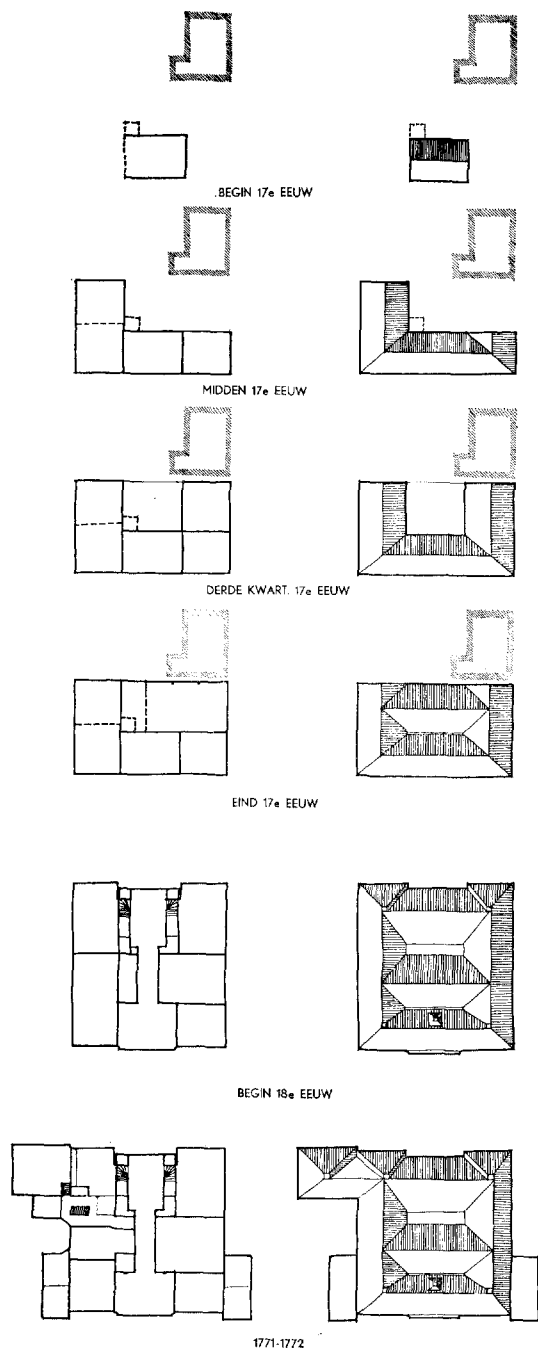 .BEGIN 17e EEUW
MIDDEN 17e EEUW
DERDE KWART. 17e EEUW
EIND 17e EEUW
BEGIN 18e EEUW
1771-1772